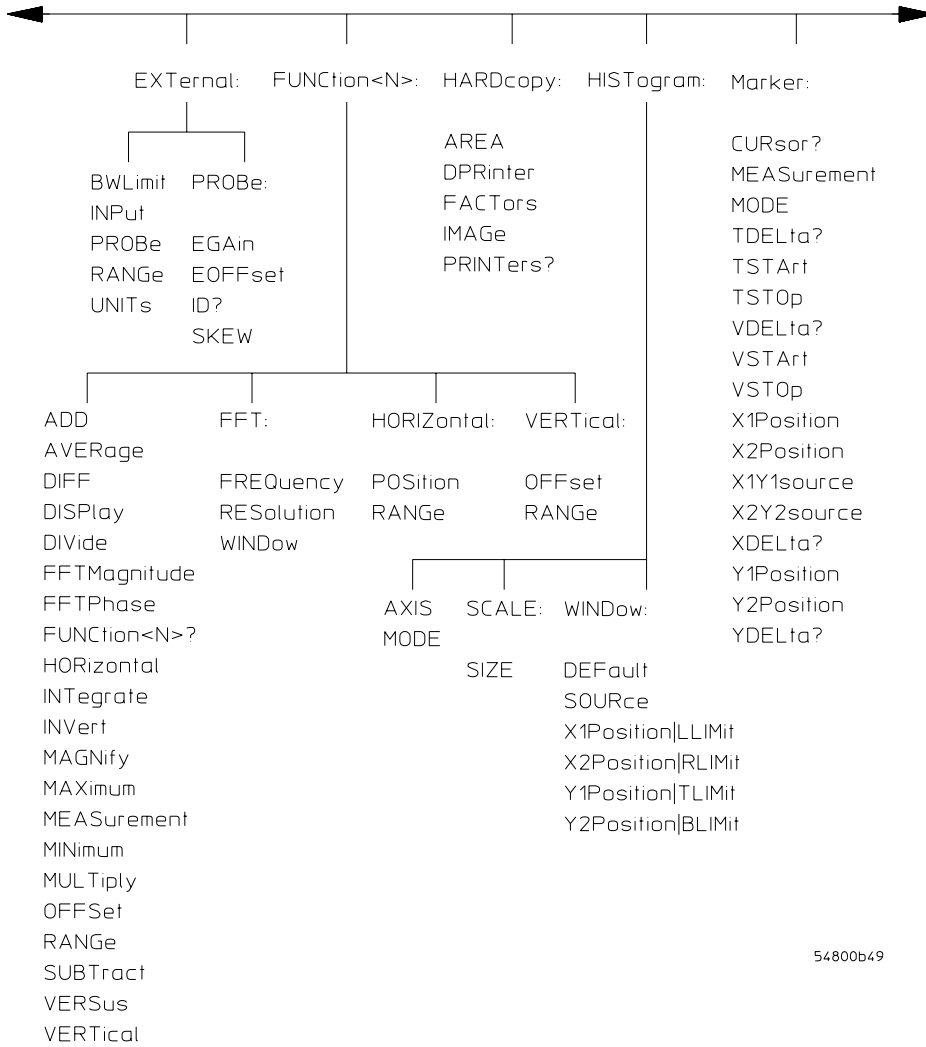 EXTernal:
FUNCtion<N>:
HARDcopy:
HISTogram:
Marker:
BWLimit
INPut
PROBe
RANGe
UNITs
PROBe:
EGAin
EOFFset
ID?
SKEW
AREA
DPRinter
FACTors
IMAGe
PRINTers?
CURsor?
MEASurement
MODE
TDELta?
TSTArt
TSTOp
VDELta?
VSTArt
VSTOp
X1Position
X2Position
X1Y1source
X2Y2source
XDELta?
Y1Position
Y2Position
YDELta?
ADD
AVERage
DIFF
DISPlay
DIVide
FFTMagnitude
FFTPhase
FUNCtion<N>?
HORizontal
INTegrate
INVert
MAGNify
MAXimum
MEASurement
MINimum
MULTiply
OFFSet
RANGe
SUBTract
VERSus
VERTical
FFT:
FREQuency
RESolution
WINDow
HORIZontal:
POSition
RANGe
VERTical:
OFFset
RANGe
AXIS
MODE
SCALE:
SIZE
WINDow:
DEFault
SOURce
X1Position|LLIMit
X2Position|RLIMit
Y1Position|TLIMit
Y2Position|BLIMit
54800b49